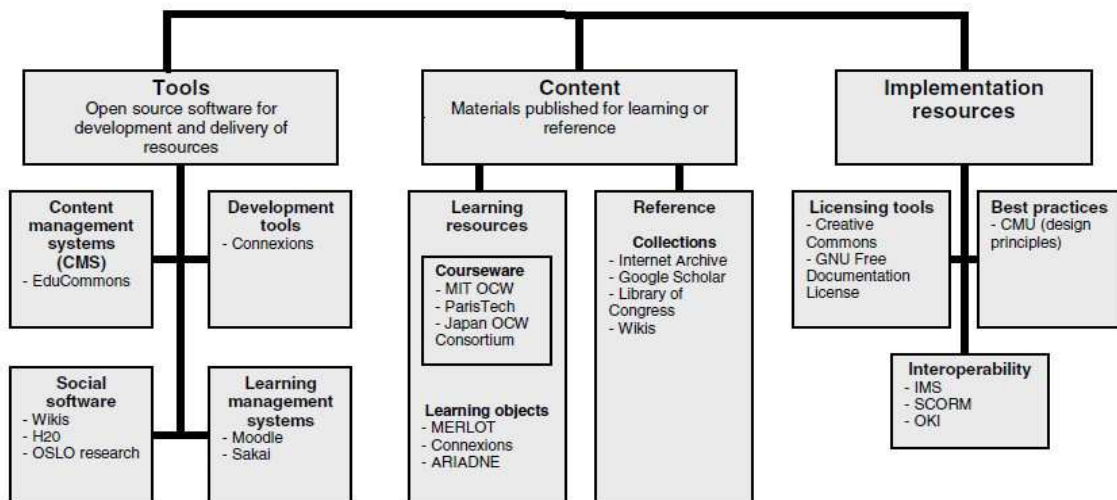 Tools
Open source software for
development and delivery of
resources
Content
Materials published for learning or
reference
Implementation
resources
Content
management
systems
(CMS)
- EduCommons
Development
tools
- Connexions
Social
software
- Wikis
- H20
- OSLO research
Learning
management
systems
- Moodle
- Sakai
Learning
resources
Courseware
- MIT OCW
- ParisTech
- Japan OCW
Consortium
Learning objects
- MERLOT
- Connexions
- ARIADNE
Reference
Collections
- Internet Archive
- Google Scholar
- Library of
Congress
- Wikis
Licensing tools
- Creative
Commons
- GNU Free
Documentation
License
Best practices
- CMU (design
principles)
Interoperability
- IMS
- SCORM
- OKI